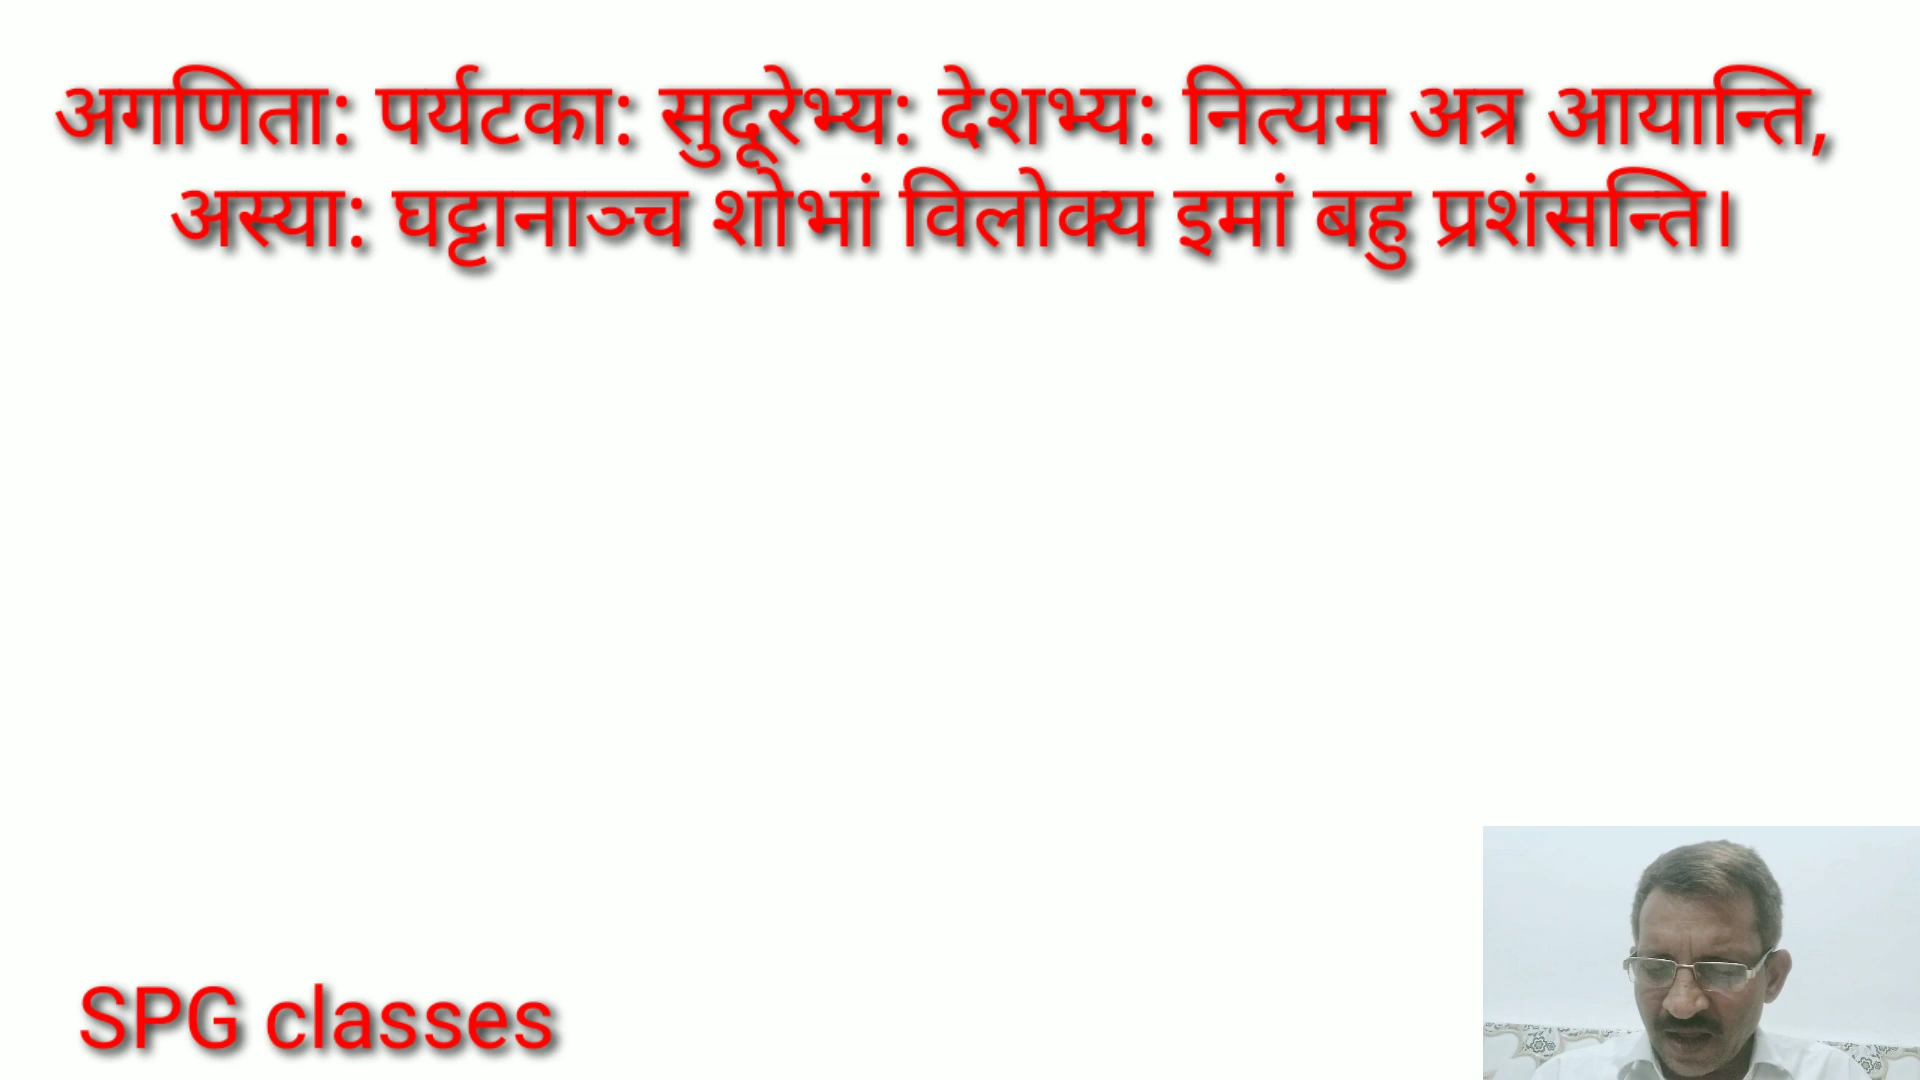 अगणिता: पर्यटका: सुदूरेभ्य: देशभ्य: नित्यम अत्र आयान्ति,
अस्या: घट्टानाञ्च शोभां विलोक्य इमां बहु प्रशंसन्ति।
SPG classes